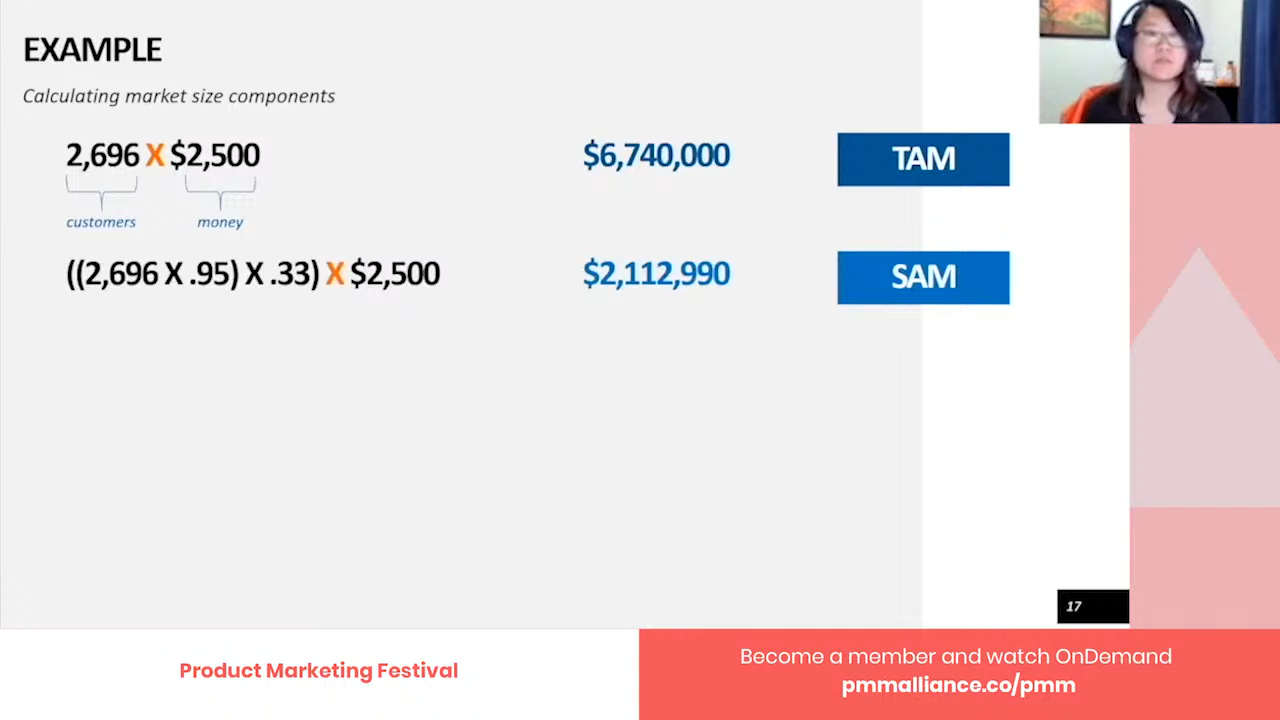 EXAMPLE
Calculating market size components
2,696 X $2,500 $6,740,000 TAM
customers money
((2,696 X .95) X .33) X $2,500 $2,112,990 SAM
17
Product Marketing Festival
Become a member and watch OnDemand
pmmalliance.co/pmm